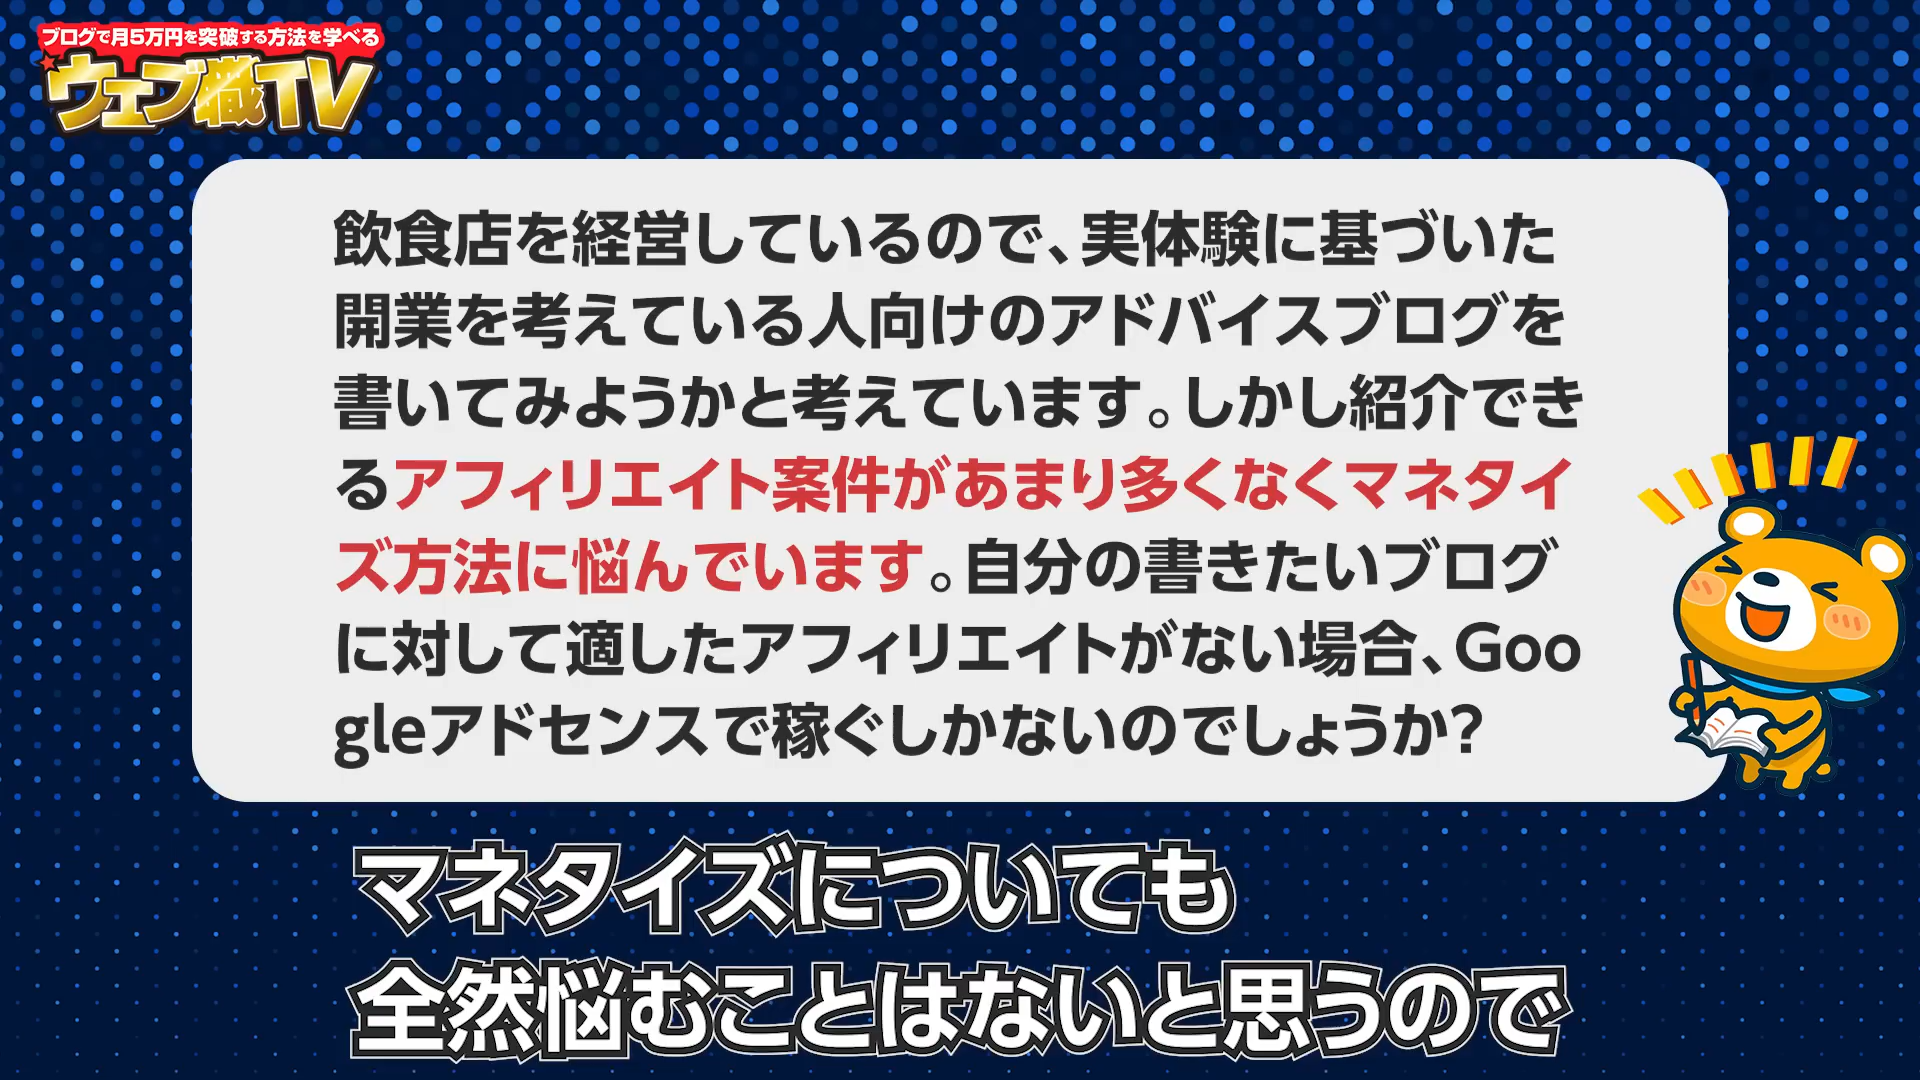 ブログで月5万円を突破する方法を学べる
ウェブ職TV
飲食店を経営しているので、実体験に基づいた
開業を考えている人向けのアドバイスブログを
書いてみようかと考えています。しかし紹介でき
るアフィリエイト案件があまり多くなくマネタイ
ズ方法に悩んでいます。自分の書きたいブログ
に対して適したアフィリエイトがない場合、Goo
gleアドセンスで稼ぐしかないのでしょうか?
マネタイズについても
全然悩むことはないと思うので